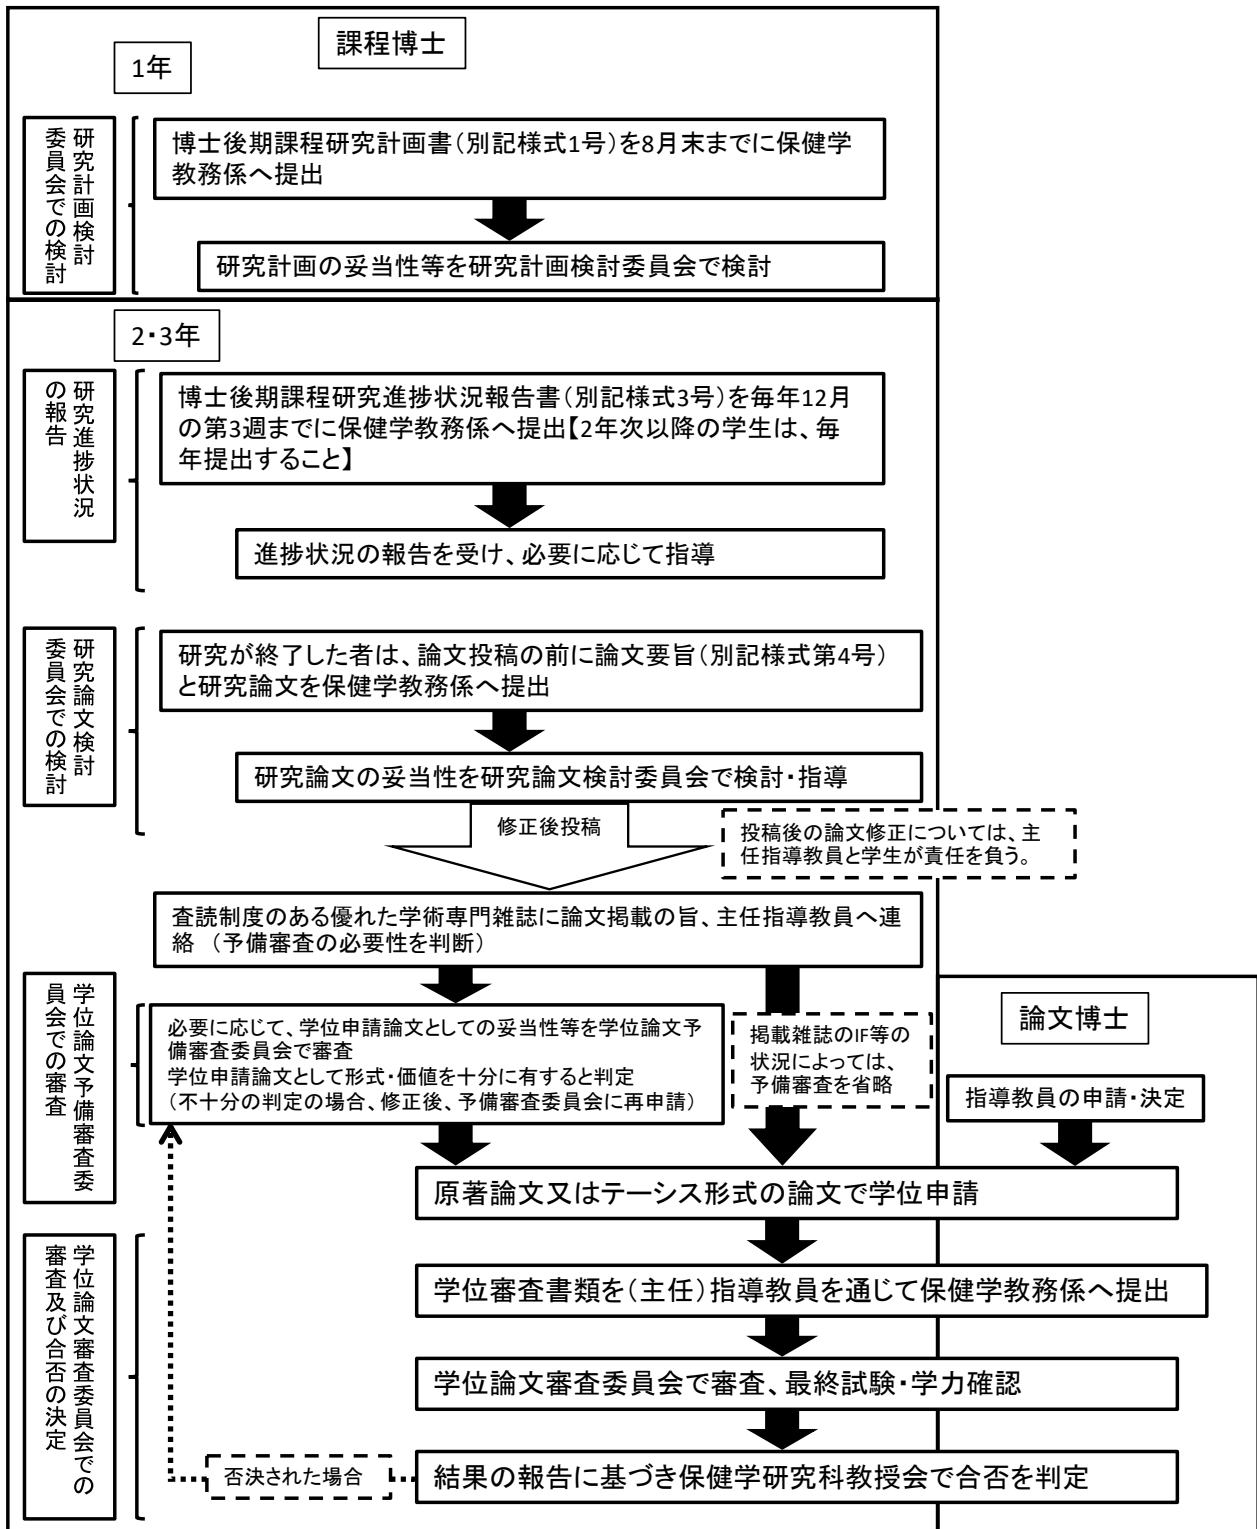 課程博士
1年
研究計画検討
委員会での検討
博士後期課程研究計画書（別記様式1号）を8月末までに保健学
教務係へ提出
研究計画の妥当性等を研究計画検討委員会で検討
2・3年
研究進捗状況
の報告
博士後期課程研究進捗状況報告書（別記様式3号）を毎年12月
の第3週までに保健学教務係へ提出【2年次以降の学生は、毎
年提出すること】
進捗状況の報告を受け、必要に応じて指導
研究論文検討
委員会での検討
研究が終了した者は、論文投稿の前に論文要旨（別記様式第4号）
と研究論文を保健学教務係へ提出
研究論文の妥当性を研究論文検討委員会で検討・指導
修正後投稿
投稿後の論文修正については、主
任指導教員と学生が責任を負う。
査読制度のある優れた学術専門雑誌に論文掲載の旨、主任指導教員へ連
絡 （予備審査の必要性を判断）
学位論文予備審査委
員会での審査
必要に応じて、学位申請論文としての妥当性等を学位論文予
備審査委員会で審査
学位申請論文として形式・価値を十分に有すると判定
（不十分の判定の場合、修正後、予備審査委員会に再申請）
掲載雑誌のIF等の
状況によっては、
予備審査を省略
論文博士
指導教員の申請・決定
原著論文又はテーシス形式の論文で学位申請
学位論文審査委員会での
審査及び合否の決定
学位審査書類を（主任）指導教員を通じて保健学教務係へ提出
学位論文審査委員会で審査、最終試験・学力確認
否決された場合
結果の報告に基づき保健学研究科教授会で合否を判定